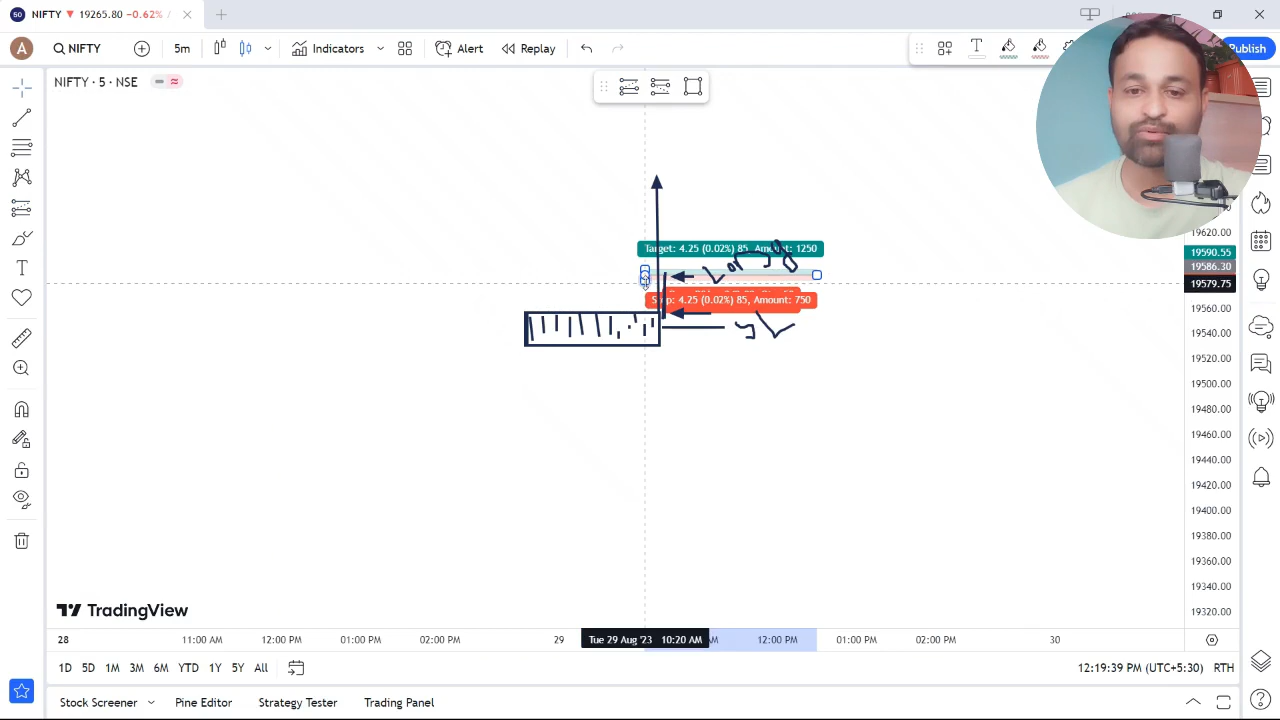 NIFTY 19265.80 -0.62% /
A NIFTY 5m Indicators Alert Replay Publish
NIFTY · 5 · NSE
Target: 4.25 (0.02%) 85, Amount: 1250
Stop: 4.25 (0.02%) 85, Amount: 750
19620.00
19590.55
19586.30
19579.75
19560.00
19540.00
19520.00
19500.00
19480.00
19460.00
19440.00
19420.00
19400.00
19380.00
19360.00
19340.00
19320.00
TradingView
28 11:00 AM 12:00 PM 01:00 PM 02:00 PM 29 Tue 29 Aug '23 10:20 AM AM 12:00 PM 01:00 PM 02:00 PM 30
1D 5D 1M 3M 6M YTD 1Y 5Y All 12:19:39 PM (UTC+5:30) RTH
Stock Screener Pine Editor Strategy Tester Trading Panel